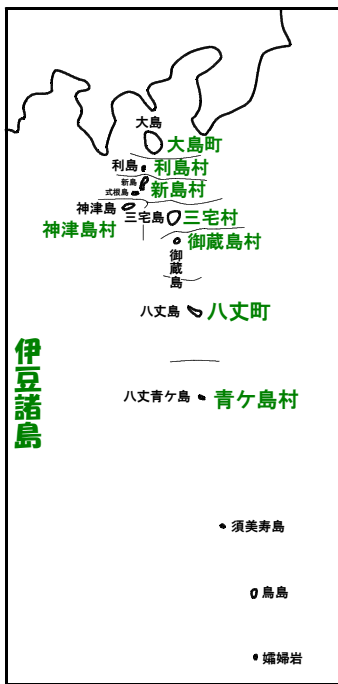 大島
大島町
利島
利島村
新島
新島村
式根島
神津島
神津島村
三宅島
三宅村
御蔵島村
御蔵島
八丈島
八丈町
伊豆諸島
八丈青ケ島
青ケ島村
須美寿島
鳥島
孀婦岩